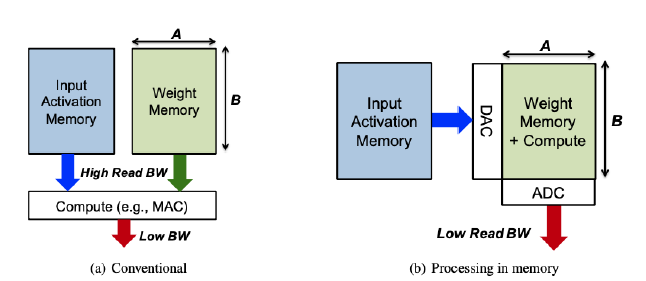 A
Input
Activation
Memory
Weight
Memory
B
High Read BW
Compute (e.g., MAC)
Low BW
(a) Conventional
A
Input
Activation
Memory
DAC
Weight
Memory
+ Compute
B
ADC
Low Read BW
(b) Processing in memory